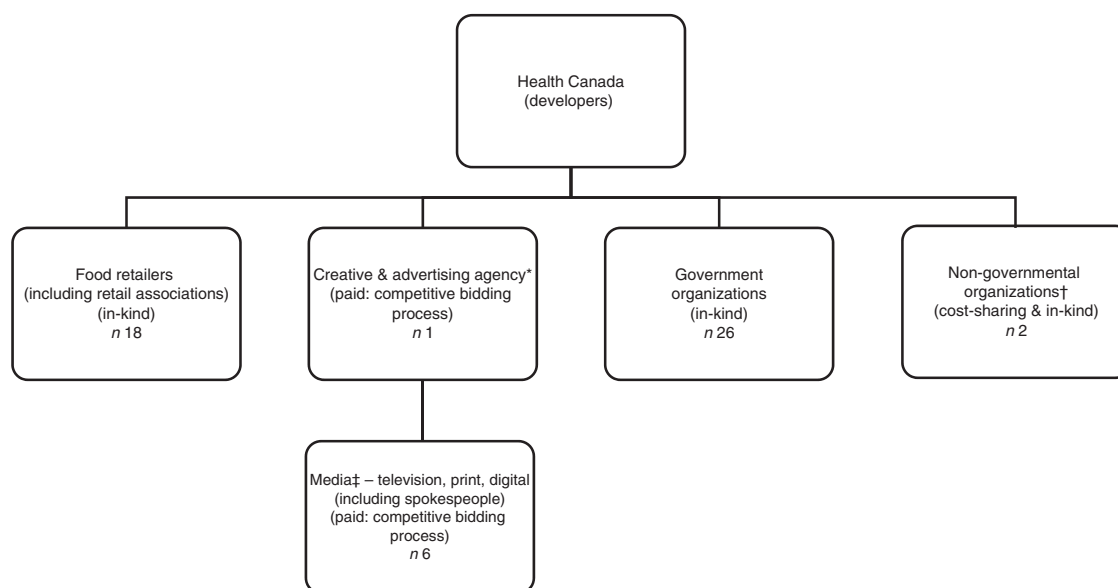 Health Canada
(developers)
Food retailers
(including retail associations)
(in-kind)
n 18
Creative & advertising agency*
(paid: competitive bidding
process)
n 1
Government
organizations
(in-kind)
n 26
Non-governmental
organizations†
(cost-sharing & in-kind)
n 2
Media‡ – television, print, digital
(including spokespeople)
(paid: competitive bidding
process)
n 6